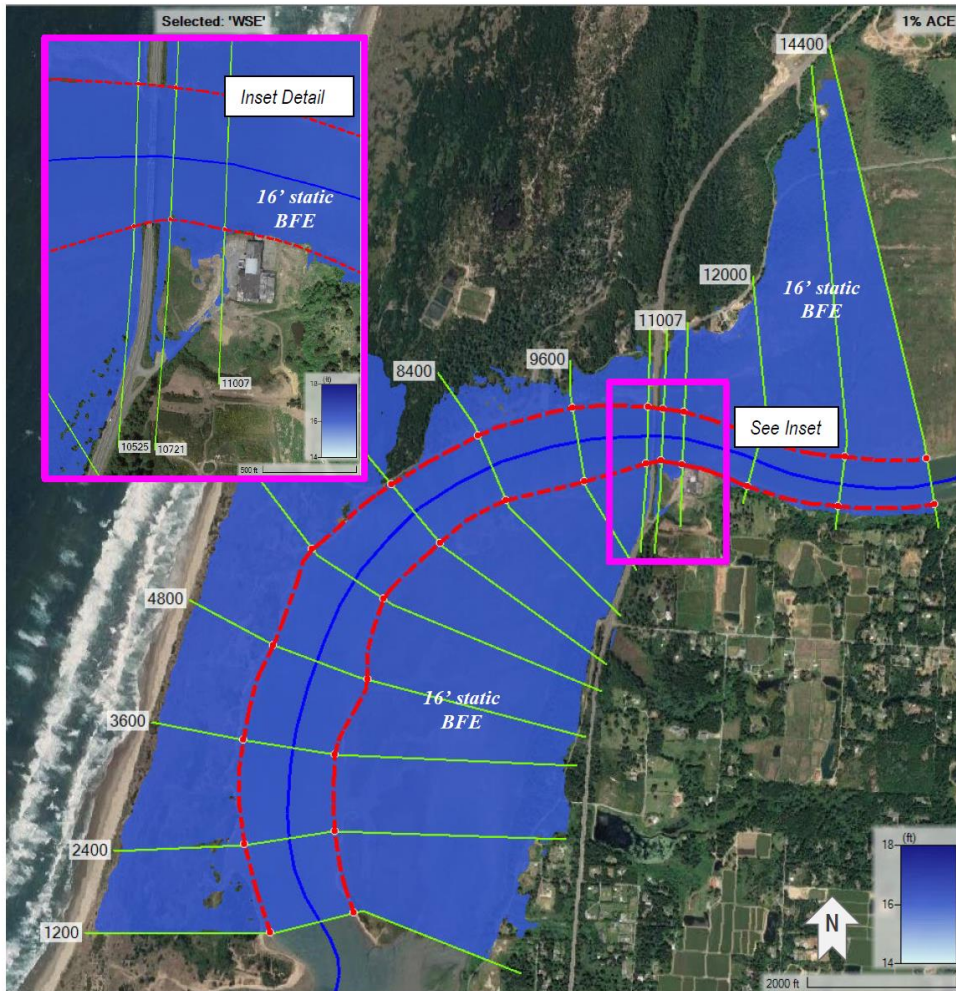 Selected: 'WSE'
1% ACE
14400
Inset Detail
16' static
BFE
12000
16' static
BFE
11007
9600
8400
See Inset
11007
18
(ft)
16
14
10525
10721
500 ft
4800
16' static
BFE
3600
2400
18
(ft)
16
14
N
1200
2000 ft